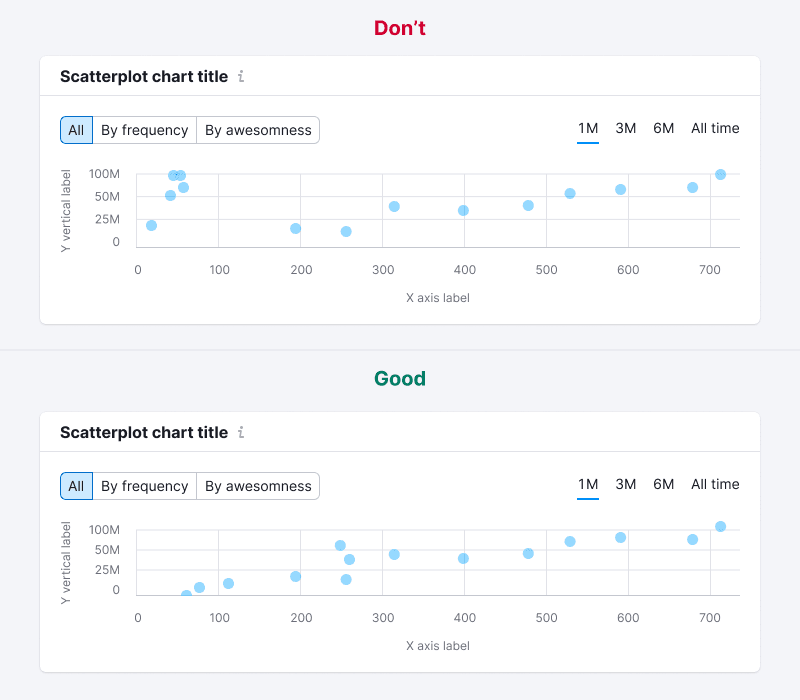 Don't
Scatterplot chart title i
All By frequency By awesomness 1M 3M 6M All time
Y vertical label
100M
50M
25M
0
0 100 200 300 400 500 600 700
X axis label
Good
Scatterplot chart title i
All By frequency By awesomness 1M 3M 6M All time
Y vertical label
100M
50M
25M
0
0 100 200 300 400 500 600 700
X axis label